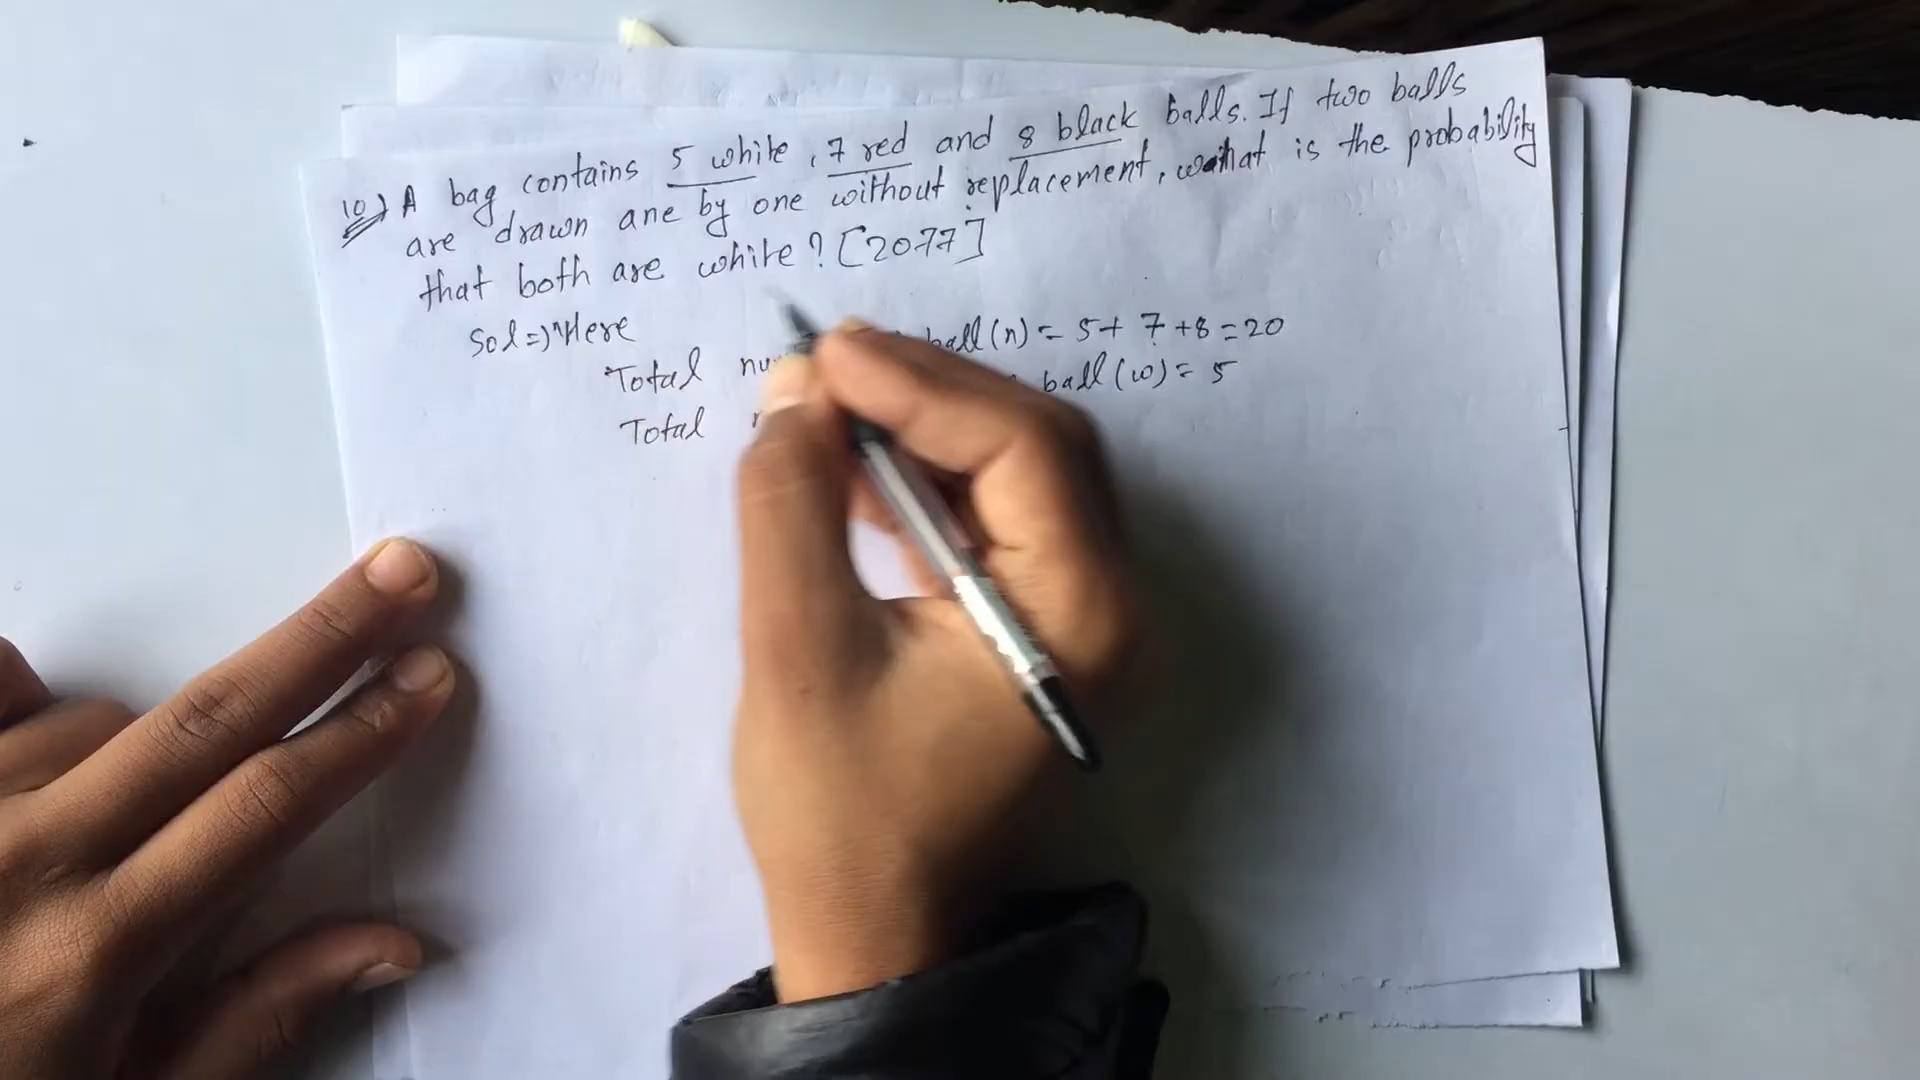 10) A bag contains 5 white, 7 red and 8 black balls. If two balls
are drawn ane by one without replacement, what is the probability
that both are white? [2077]
Sol=) Here
Total ball (n) = 5+ 7 +8 = 20
Total ball (w) = 5